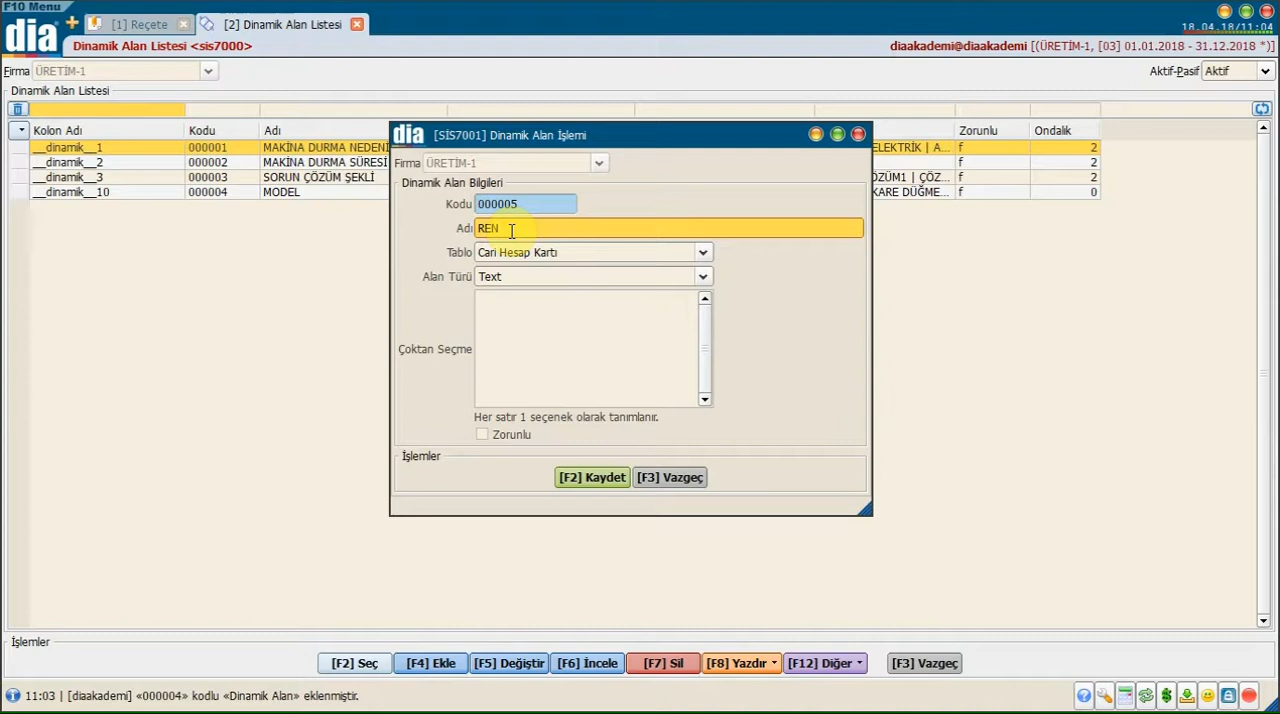 F10 Menu
dia
[1] Reçete
[2] Dinamik Alan Listesi
18.04.18/11:04
Dinamik Alan Listesi <sis7000>
diaakademi@diaakademi [(ÜRETİM-1, [03] 01.01.2018 - 31.12.2018 *)]
Firma ÜRETİM-1
Aktif-Pasif Aktif
Dinamik Alan Listesi
Kolon Adı Kodu Adı Zorunlu Ondalık
__dinamik__1 000001 MAKİNA DURMA NEDENİ ELEKTRİK | A... f 2
__dinamik__2 000002 MAKİNA DURMA SÜRESİ f 2
__dinamik__3 000003 SORUN ÇÖZÜM ŞEKLİ ÇÖZÜM1 | ÇÖZ... f 2
__dinamik__10 000004 MODEL KARE DÜĞME... f 0
dia [SİS7001] Dinamik Alan İşlemi
Firma ÜRETİM-1
Dinamik Alan Bilgileri
Kodu 000005
Adı REN
Tablo Cari Hesap Kartı
Alan Türü Text
Çoktan Seçme
Her satır 1 seçenek olarak tanımlanır.
Zorunlu
İşlemler
[F2] Kaydet [F3] Vazgeç
İşlemler
[F2] Seç [F4] Ekle [F5] Değiştir [F6] İncele [F7] Sil [F8] Yazdır [F12] Diğer [F3] Vazgeç
11:03 | [diaakademi] «000004» kodlu «Dinamik Alan» eklenmiştir.